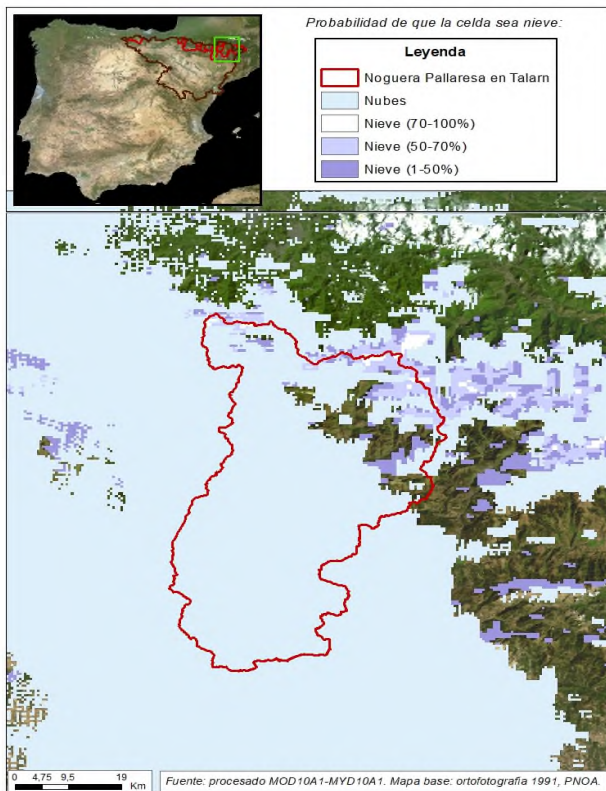 Probabilidad de que la celda sea nieve:
Leyenda
Noguera Pallaresa en Talarn
Nubes
Nieve (70-100%)
Nieve (50-70%)
Nieve (1-50%)
0 4,75 9,5 19
Km
Fuente: procesado MOD10A1-MYD10A1. Mapa base: ortofotografía 1991, PNOA.